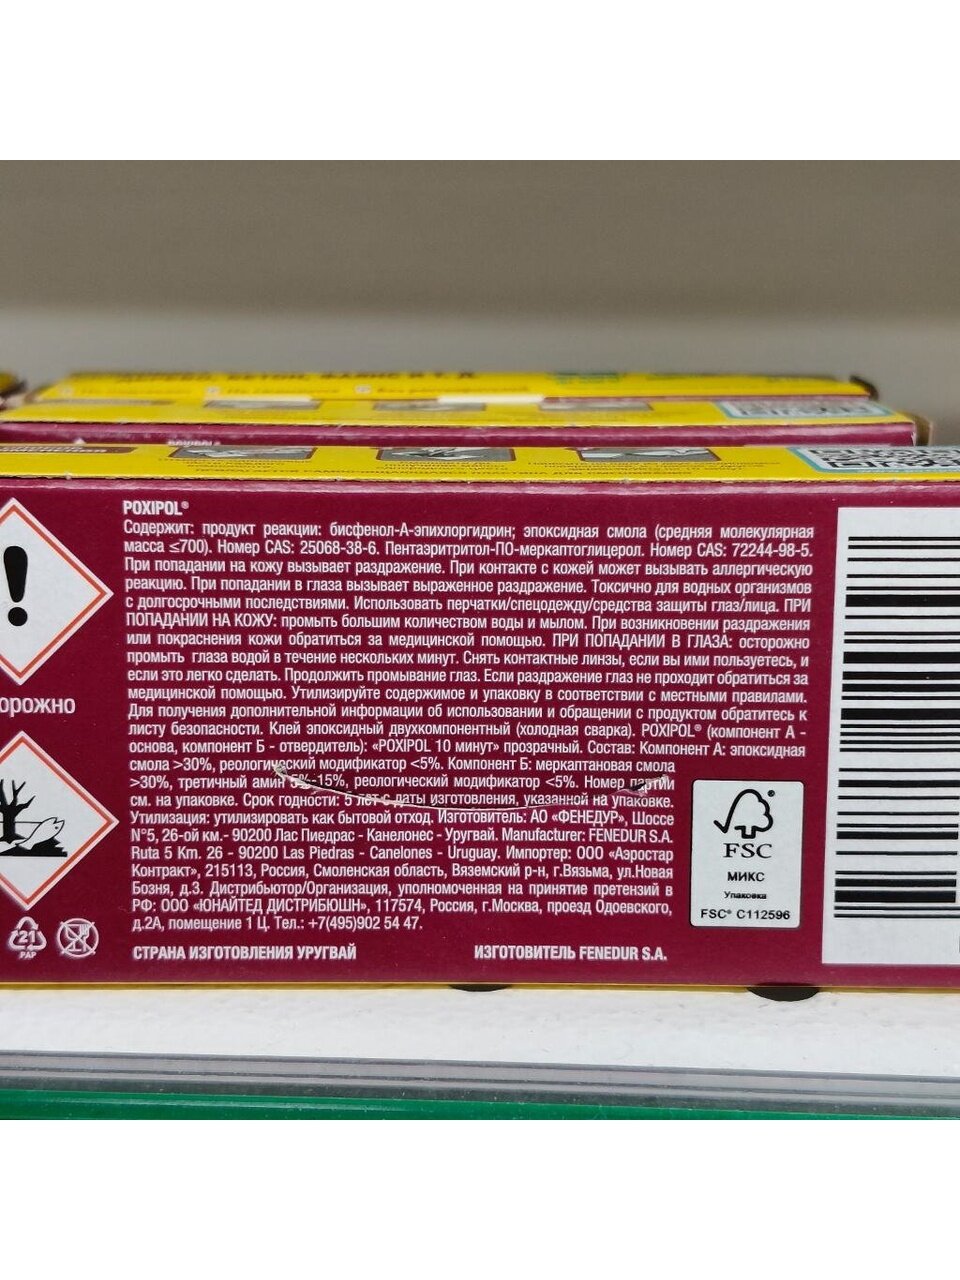 POXIPOL®
Содержит: продукт реакции: бисфенол-А-эпихлоргидрин; эпоксидная смола (средняя молекулярная
масса ≤700). Номер CAS: 25068-38-6. Пентаэритритол-ПО-меркаптоглицерол. Номер CAS: 72244-98-5.
При попадании на кожу вызывает раздражение. При контакте с кожей может вызывать аллергическую
реакцию. При попадании в глаза вызывает выраженное раздражение. Токсично для водных организмов
с долгосрочными последствиями. Использовать перчатки/спецодежду/средства защиты глаз/лица. ПРИ
ПОПАДАНИИ НА КОЖУ: промыть большим количеством воды и мылом. При возникновении раздражения
или покраснения кожи обратиться за медицинской помощью. ПРИ ПОПАДАНИИ В ГЛАЗА: осторожно
промыть глаза водой в течение нескольких минут. Снять контактные линзы, если вы ими пользуетесь, и
если это легко сделать. Продолжить промывание глаз. Если раздражение глаз не проходит обратиться за
медицинской помощью. Утилизируйте содержимое и упаковку в соответствии с местными правилами.
Для получения дополнительной информации об использовании и обращении с продуктом обратитесь к
листу безопасности. Клей эпоксидный двухкомпонентный (холодная сварка). POXIPOL® (компонент А -
основа, компонент Б - отвердитель): «POXIPOL 10 минут» прозрачный. Состав: Компонент А: эпоксидная
смола >30%, реологический модификатор <5%. Компонент Б: меркаптановая смола
>30%, третичный амин 5%-15%, реологический модификатор <5%. Номер партии
см. на упаковке. Срок годности: 5 лет с даты изготовления, указанной на упаковке.
Утилизация: утилизировать как бытовой отход. Изготовитель: АО «ФЕНЕДУР», Шоссе
N°5, 26-ой км.- 90200 Лас Пиедрас - Канелонес - Уругвай. Manufacturer: FENEDUR S.A.
Ruta 5 Km. 26 - 90200 Las Piedras - Canelones - Uruguay. Импортер: ООО «Аэростар
Контракт», 215113, Россия, Смоленская область, Вяземский р-н, г.Вязьма, ул.Новая
Бозня, д.3. Дистрибьютор/Организация, уполномоченная на принятие претензий в
РФ: ООО «ЮНАЙТЕД ДИСТРИБЮШН», 117574, Россия, г.Москва, проезд Одоевского,
д.2А, помещение 1 Ц. Тел.: +7(495)902 54 47.
СТРАНА ИЗГОТОВЛЕНИЯ УРУГВАЙ ИЗГОТОВИТЕЛЬ FENEDUR S.A.
орожно
21
PAP
FSC
МИКС
Упаковка
FSC® C112596